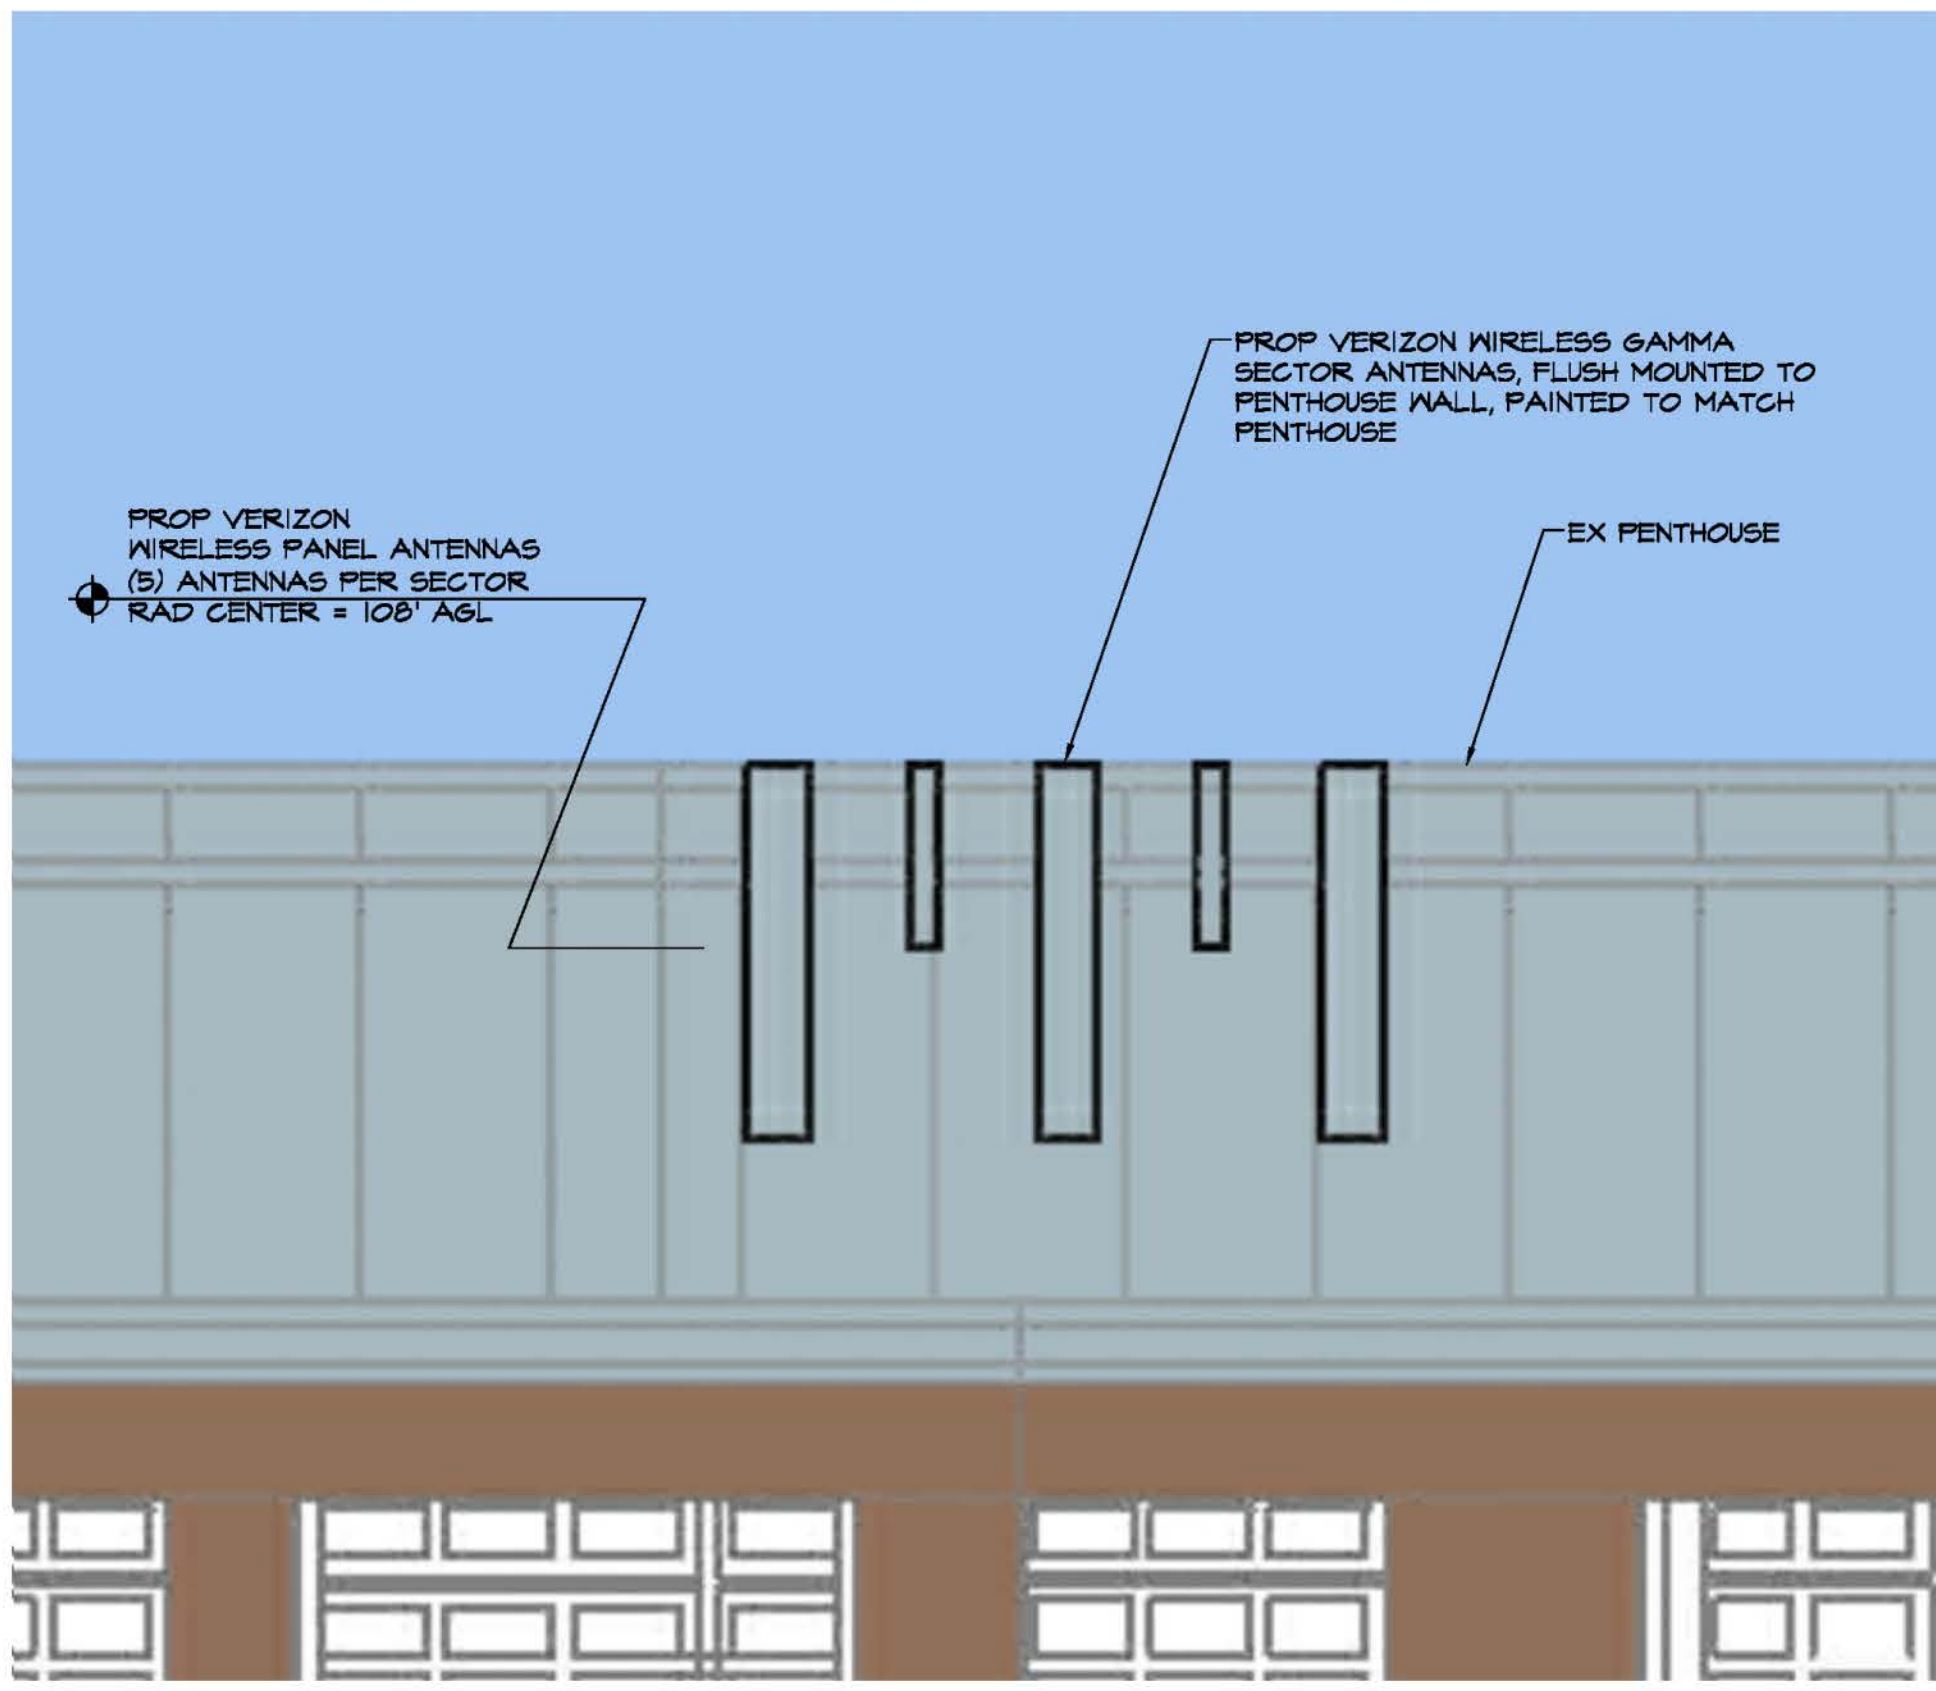 PROP VERIZON WIRELESS GAMMA
SECTOR ANTENNAS, FLUSH MOUNTED TO
PENTHOUSE WALL, PAINTED TO MATCH
PENTHOUSE
PROP VERIZON
WIRELESS PANEL ANTENNAS
(5) ANTENNAS PER SECTOR
RAD CENTER = 108' AGL
EX PENTHOUSE